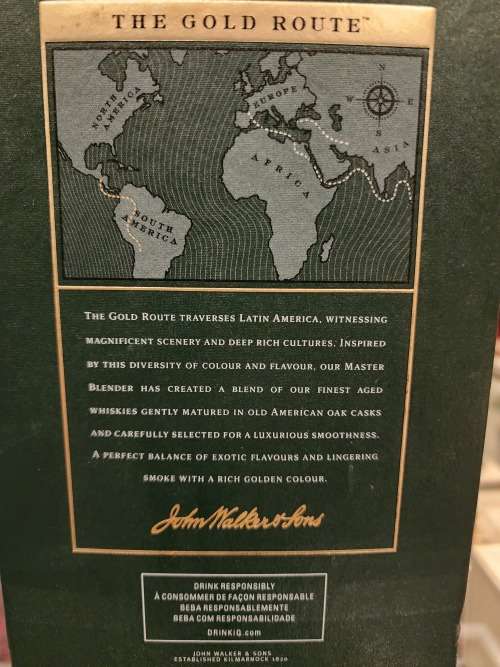 THE GOLD ROUTE™
NORTH
AMERICA
EUROPE
N
W
E
S
ASIA
AFRICA
SOUTH
AMERICA
THE GOLD ROUTE TRAVERSES LATIN AMERICA, WITNESSING
MAGNIFICENT SCENERY AND DEEP RICH CULTURES. INSPIRED
BY THIS DIVERSITY OF COLOUR AND FLAVOUR, OUR MASTER
BLENDER HAS CREATED A BLEND OF OUR FINEST AGED
WHISKIES GENTLY MATURED IN OLD AMERICAN OAK CASKS
AND CAREFULLY SELECTED FOR A LUXURIOUS SMOOTHNESS.
A PERFECT BALANCE OF EXOTIC FLAVOURS AND LINGERING
SMOKE WITH A RICH GOLDEN COLOUR.
John Walker & Sons
DRINK RESPONSIBLY
À CONSOMMER DE FAÇON RESPONSABLE
BEBA RESPONSABLEMENTE
BEBA COM RESPONSABILIDADE
DRINKiQ.com
JOHN WALKER & SONS
ESTABLISHED KILMARNOCK 1820